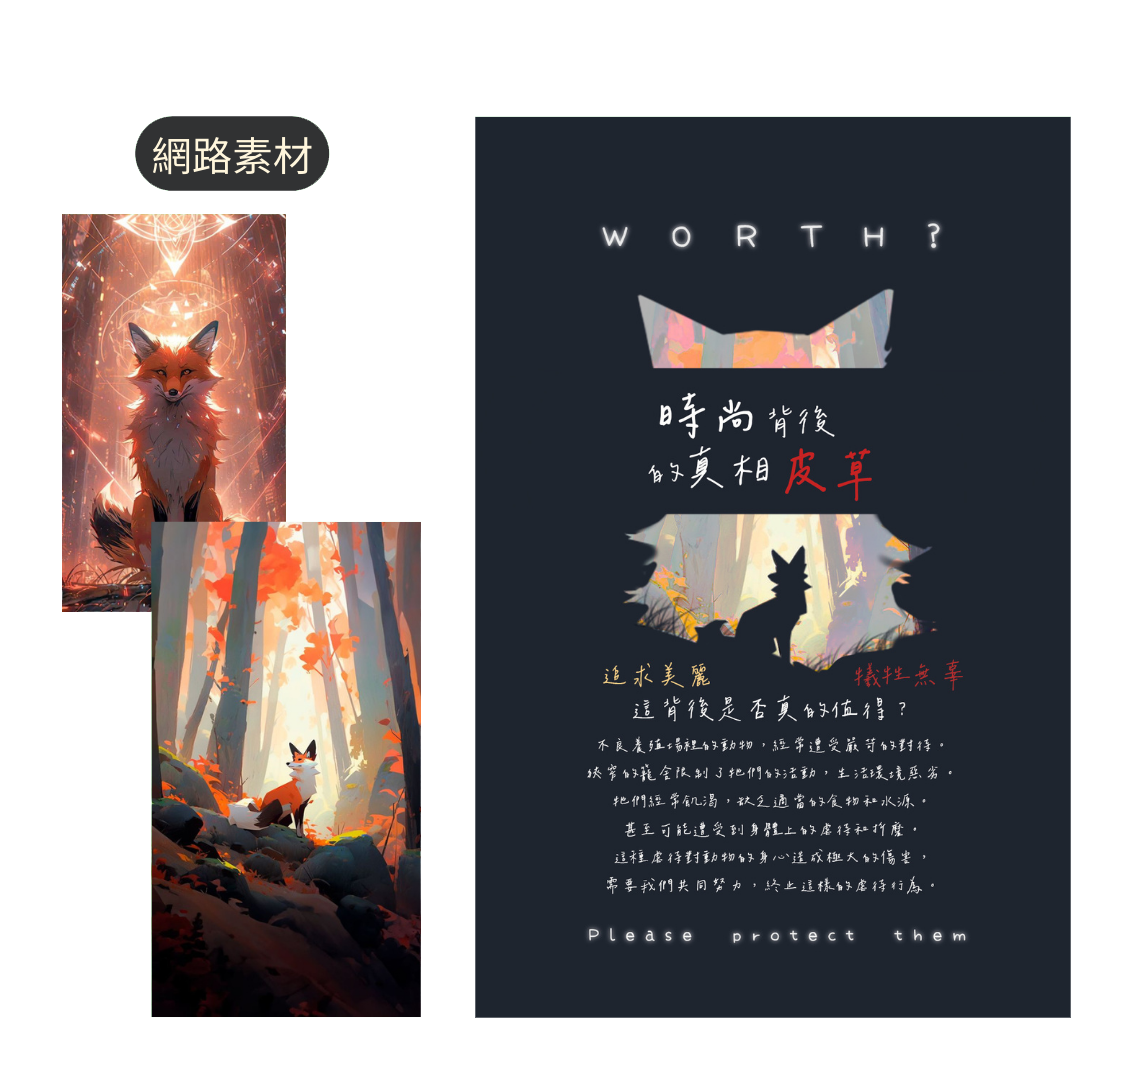 網路素材
WORTH?
時尚背後
的真相皮草
追求美麗
犧牲無辜
這背後是否真的值得？
不良養殖場裡的動物，經常遭受嚴苛的對待。
狹窄的籠舍限制了牠們的活動，生活環境惡劣。
牠們經常飢渴，缺乏適當的食物和水源。
甚至可能遭受到身體上的虐待和折磨。
這種虐待對動物的身心造成極大的傷害，
需要我們共同努力，終止這樣的虐待行為。
Please protect them